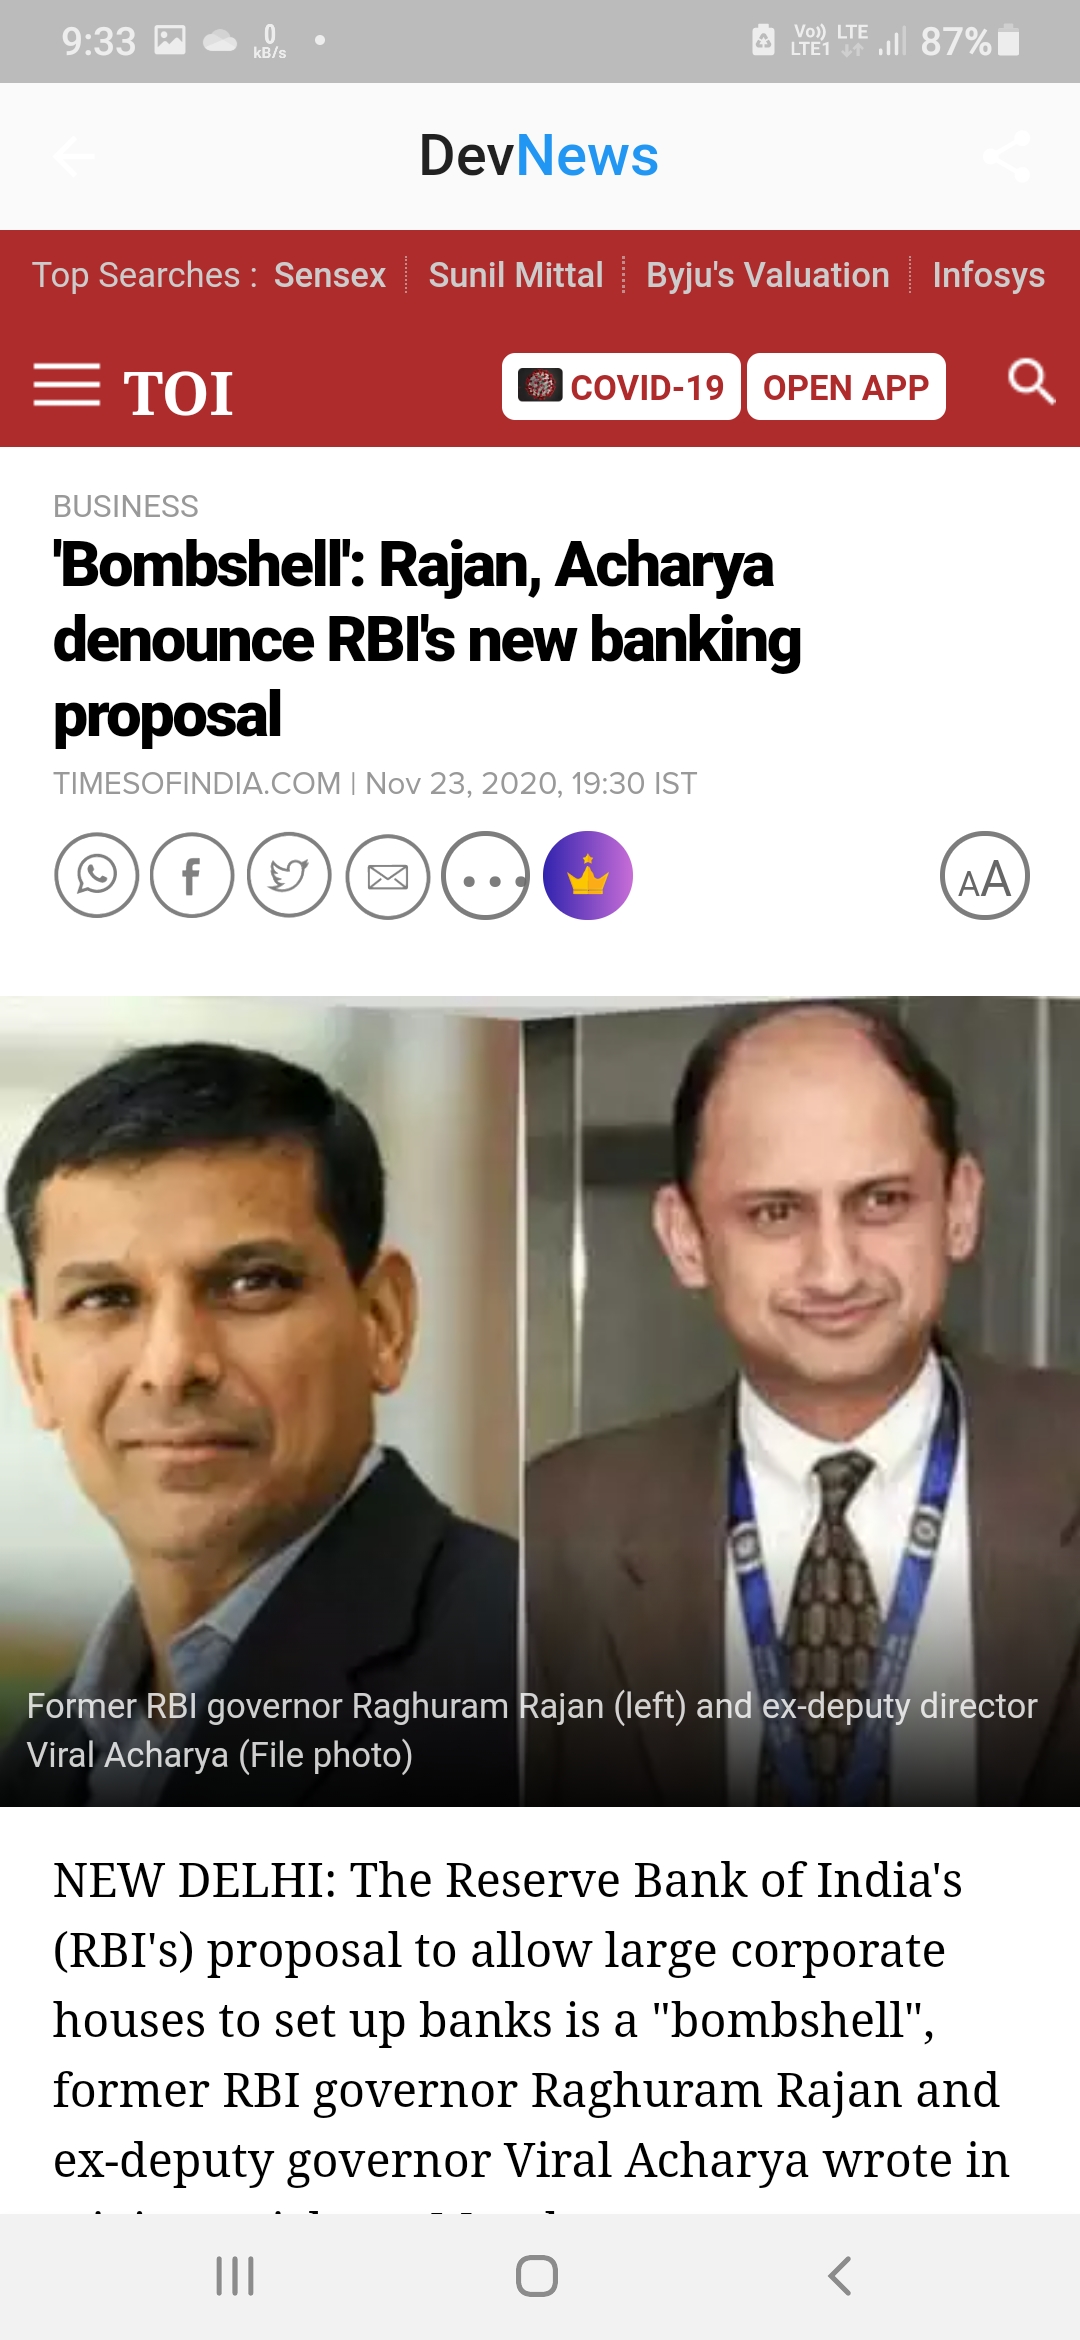 9:33 0 kB/s Vo)) LTE1 LTE 87%
DevNews
Top Searches : Sensex Sunil Mittal Byju's Valuation Infosys
TOI COVID-19 OPEN APP
BUSINESS
'Bombshell': Rajan, Acharya
denounce RBI's new banking
proposal
TIMESOFINDIA.COM | Nov 23, 2020, 19:30 IST
AA
Former RBI governor Raghuram Rajan (left) and ex-deputy director
Viral Acharya (File photo)
NEW DELHI: The Reserve Bank of India's
(RBI's) proposal to allow large corporate
houses to set up banks is a "bombshell",
former RBI governor Raghuram Rajan and
ex-deputy governor Viral Acharya wrote in